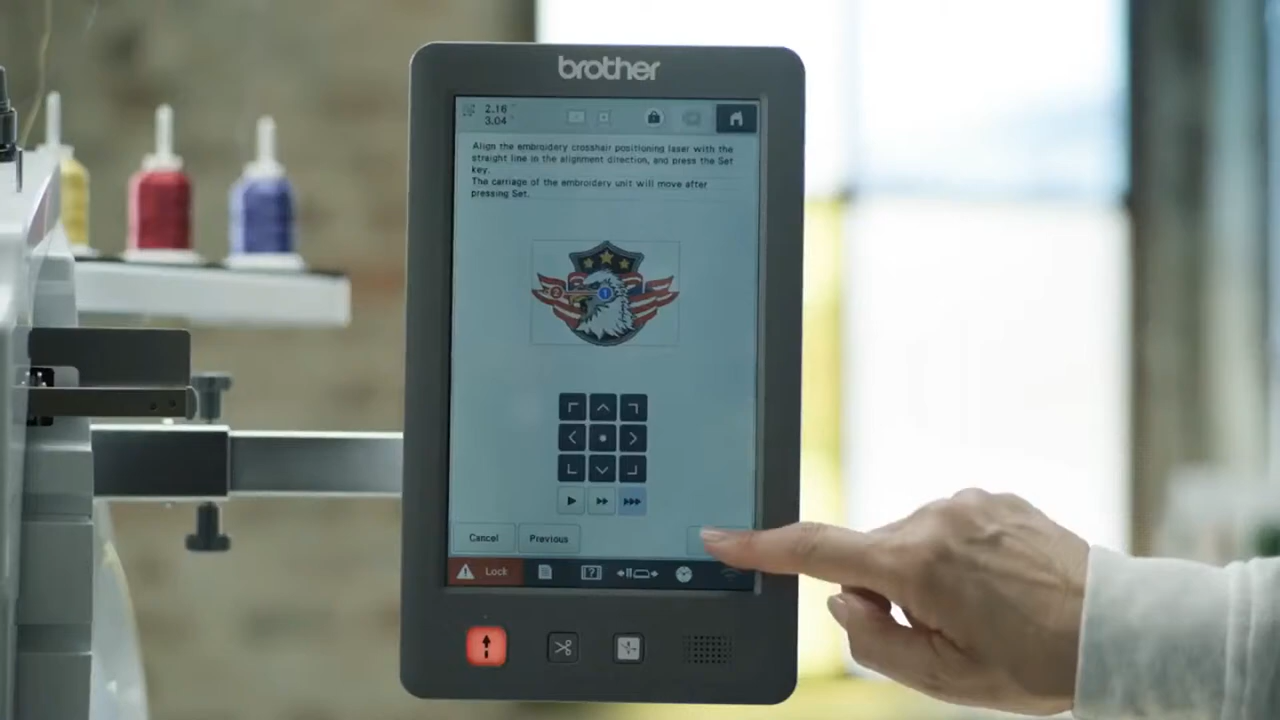 brother
2.16"
3.04"
Align the embroidery crosshair positioning laser with the
straight line in the alignment direction, and press the Set
key.
The carriage of the embroidery unit will move after
pressing Set.
2 1
Cancel Previous
Lock